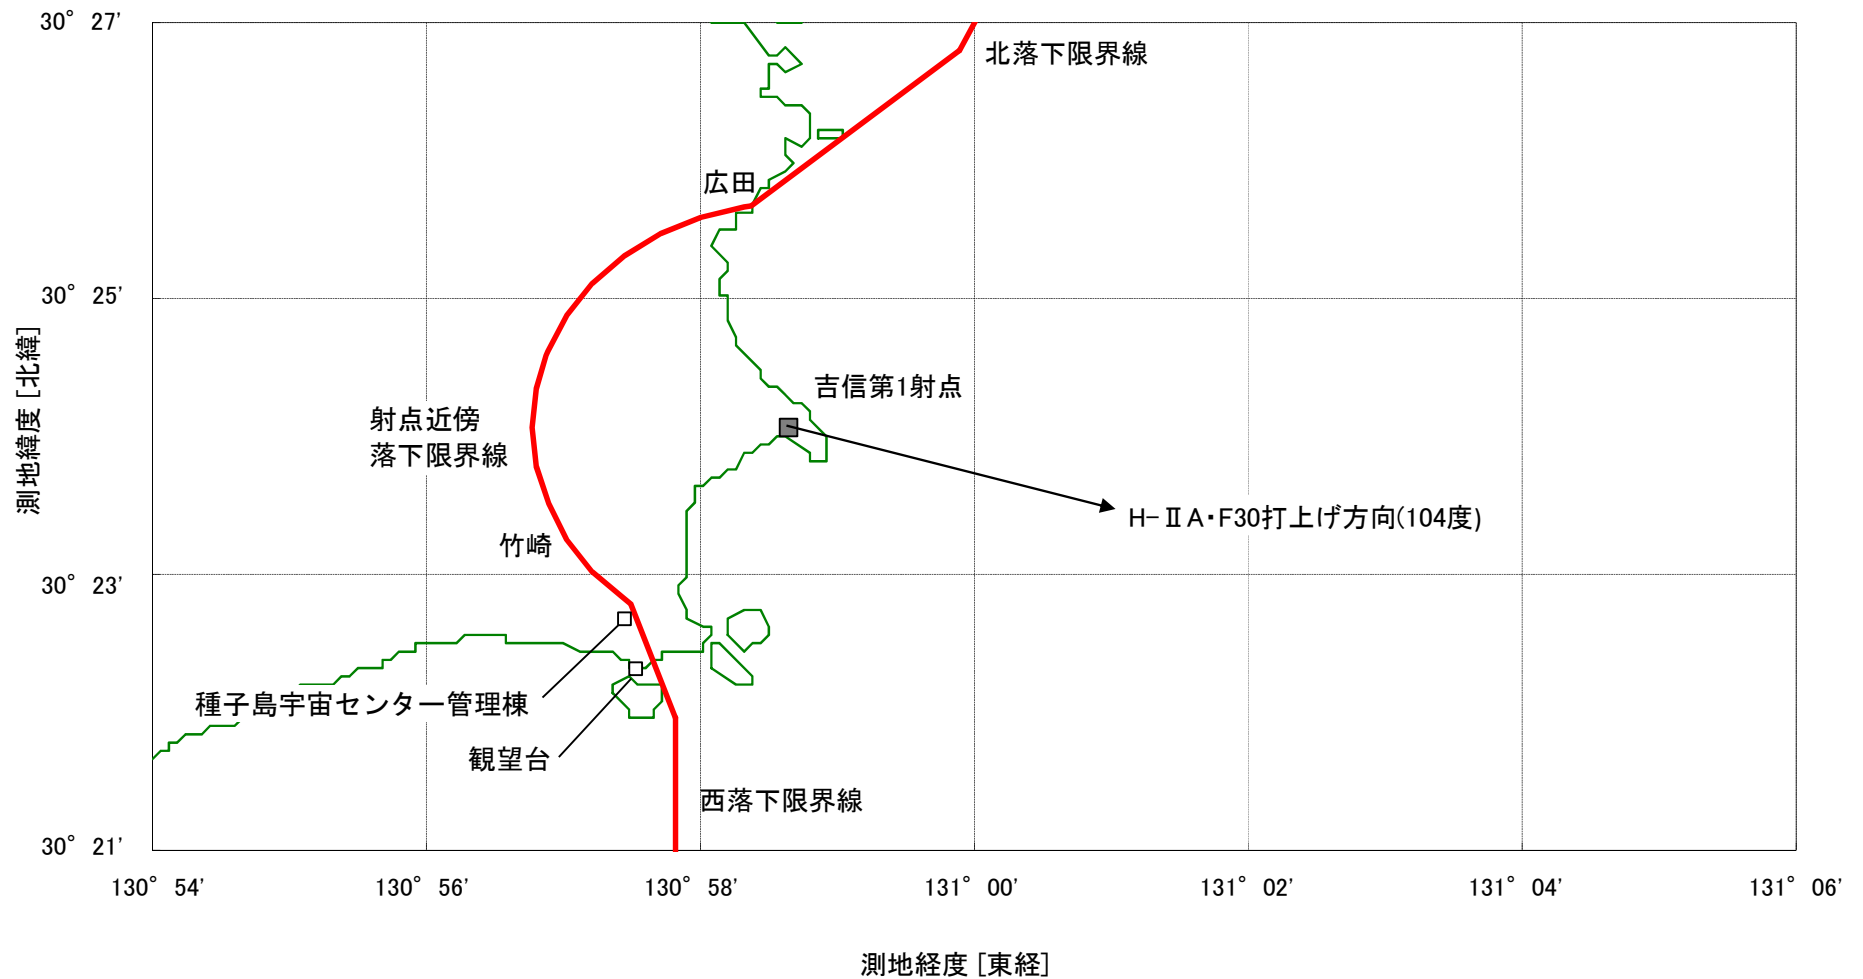 30° 27'
北落下限界線
広田
30° 25'
測地緯度 [北緯]
吉信第1射点
射点近傍
落下限界線
H-ⅡA・F30打上げ方向(104度)
竹崎
30° 23'
種子島宇宙センター管理棟
観望台
西落下限界線
30° 21'
130° 54'
130° 56'
130° 58'
131° 00'
131° 02'
131° 04'
131° 06'
測地経度 [東経]